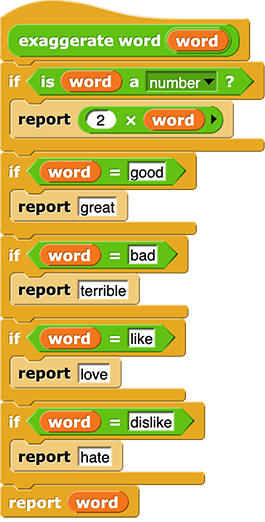 exaggerate word word
if is word a number ?
report 2 × word
if word = good
report great
if word = bad
report terrible
if word = like
report love
if word = dislike
report hate
report word